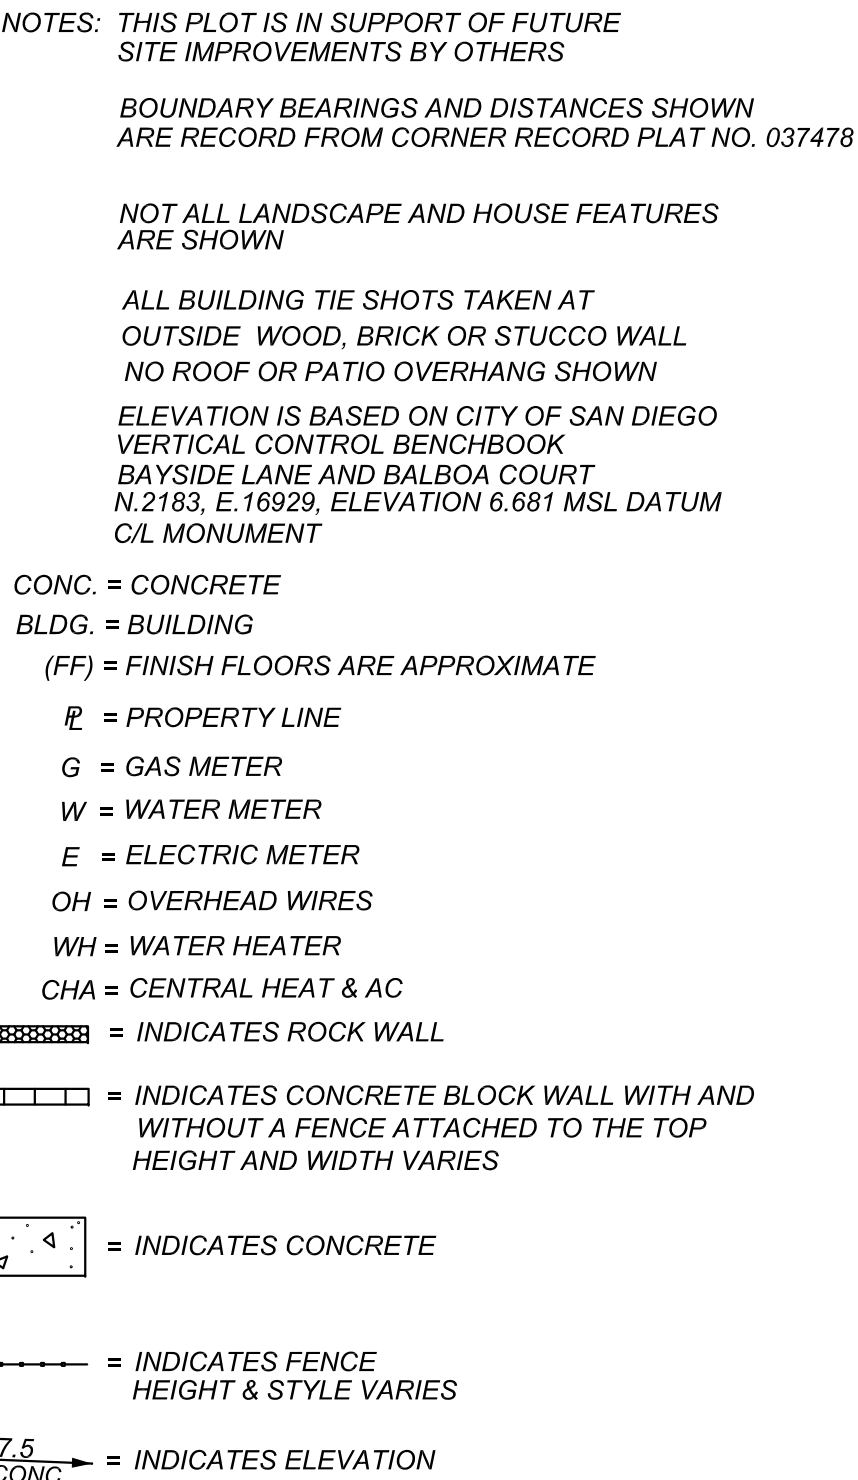 NOTES: THIS PLOT IS IN SUPPORT OF FUTURE
SITE IMPROVEMENTS BY OTHERS
BOUNDARY BEARINGS AND DISTANCES SHOWN
ARE RECORD FROM CORNER RECORD PLAT NO. 037478
NOT ALL LANDSCAPE AND HOUSE FEATURES
ARE SHOWN
ALL BUILDING TIE SHOTS TAKEN AT
OUTSIDE WOOD, BRICK OR STUCCO WALL
NO ROOF OR PATIO OVERHANG SHOWN
ELEVATION IS BASED ON CITY OF SAN DIEGO
VERTICAL CONTROL BENCHBOOK
BAYSIDE LANE AND BALBOA COURT
N.2183, E.16929, ELEVATION 6.681 MSL DATUM
C/L MONUMENT
CONC. = CONCRETE
BLDG. = BUILDING
(FF) = FINISH FLOORS ARE APPROXIMATE
PL = PROPERTY LINE
G = GAS METER
W = WATER METER
E = ELECTRIC METER
OH = OVERHEAD WIRES
WH = WATER HEATER
CHA = CENTRAL HEAT & AC
= INDICATES ROCK WALL
= INDICATES CONCRETE BLOCK WALL WITH AND
WITHOUT A FENCE ATTACHED TO THE TOP
HEIGHT AND WIDTH VARIES
= INDICATES CONCRETE
= INDICATES FENCE
HEIGHT & STYLE VARIES
7.5
CONC = INDICATES ELEVATION